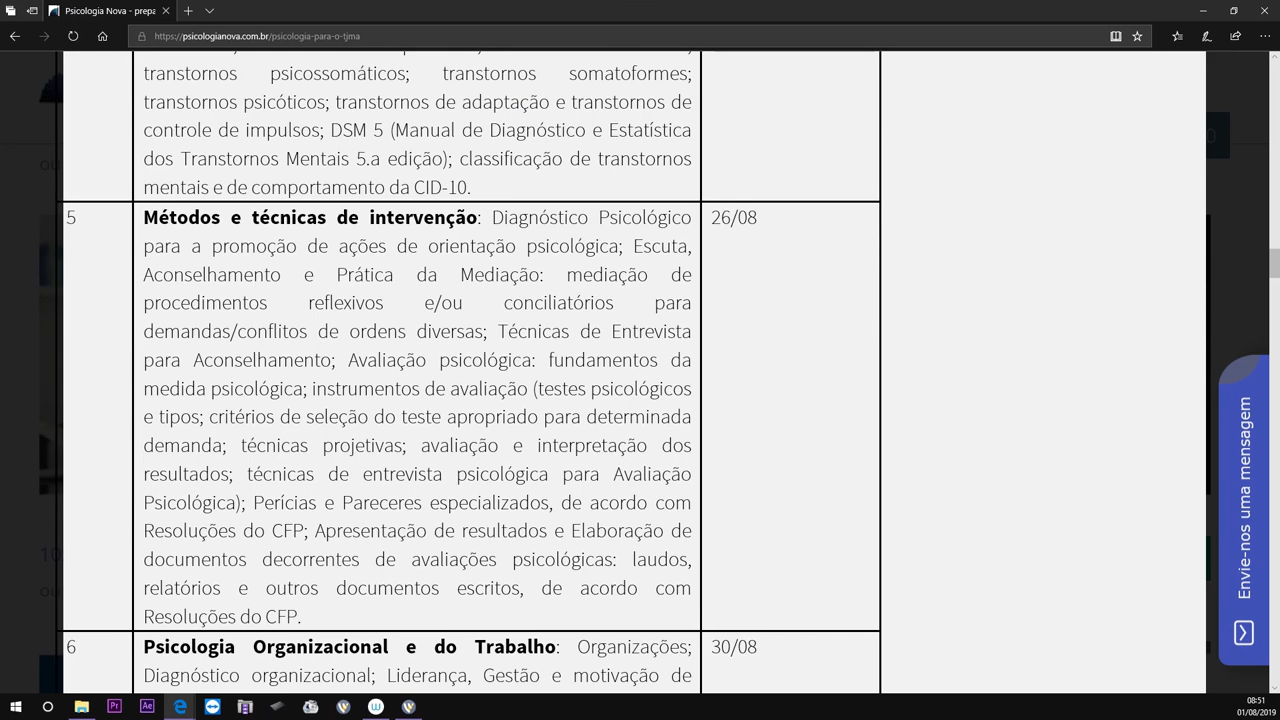 Psicologia Nova - prepa
https://psicologianova.com.br/psicologia-para-o-tjma
transtornos psicossomáticos; transtornos somatoformes;
transtornos psicóticos; transtornos de adaptação e transtornos de
controle de impulsos; DSM 5 (Manual de Diagnóstico e Estatística
dos Transtornos Mentais 5.a edição); classificação de transtornos
mentais e de comportamento da CID-10.
5 Métodos e técnicas de intervenção: Diagnóstico Psicológico 26/08
para a promoção de ações de orientação psicológica; Escuta,
Aconselhamento e Prática da Mediação: mediação de
procedimentos reflexivos e/ou conciliatórios para
demandas/conflitos de ordens diversas; Técnicas de Entrevista
para Aconselhamento; Avaliação psicológica: fundamentos da
medida psicológica; instrumentos de avaliação (testes psicológicos
e tipos; critérios de seleção do teste apropriado para determinada
demanda; técnicas projetivas; avaliação e interpretação dos
resultados; técnicas de entrevista psicológica para Avaliação
Psicológica); Perícias e Pareceres especializados, de acordo com
Resoluções do CFP; Apresentação de resultados e Elaboração de
documentos decorrentes de avaliações psicológicas: laudos,
relatórios e outros documentos escritos, de acordo com
Resoluções do CFP.
6 Psicologia Organizacional e do Trabalho: Organizações; 30/08
Diagnóstico organizacional; Liderança, Gestão e motivação de
Envie-nos uma mensagem
Pr
Ae
08:51
01/08/2019